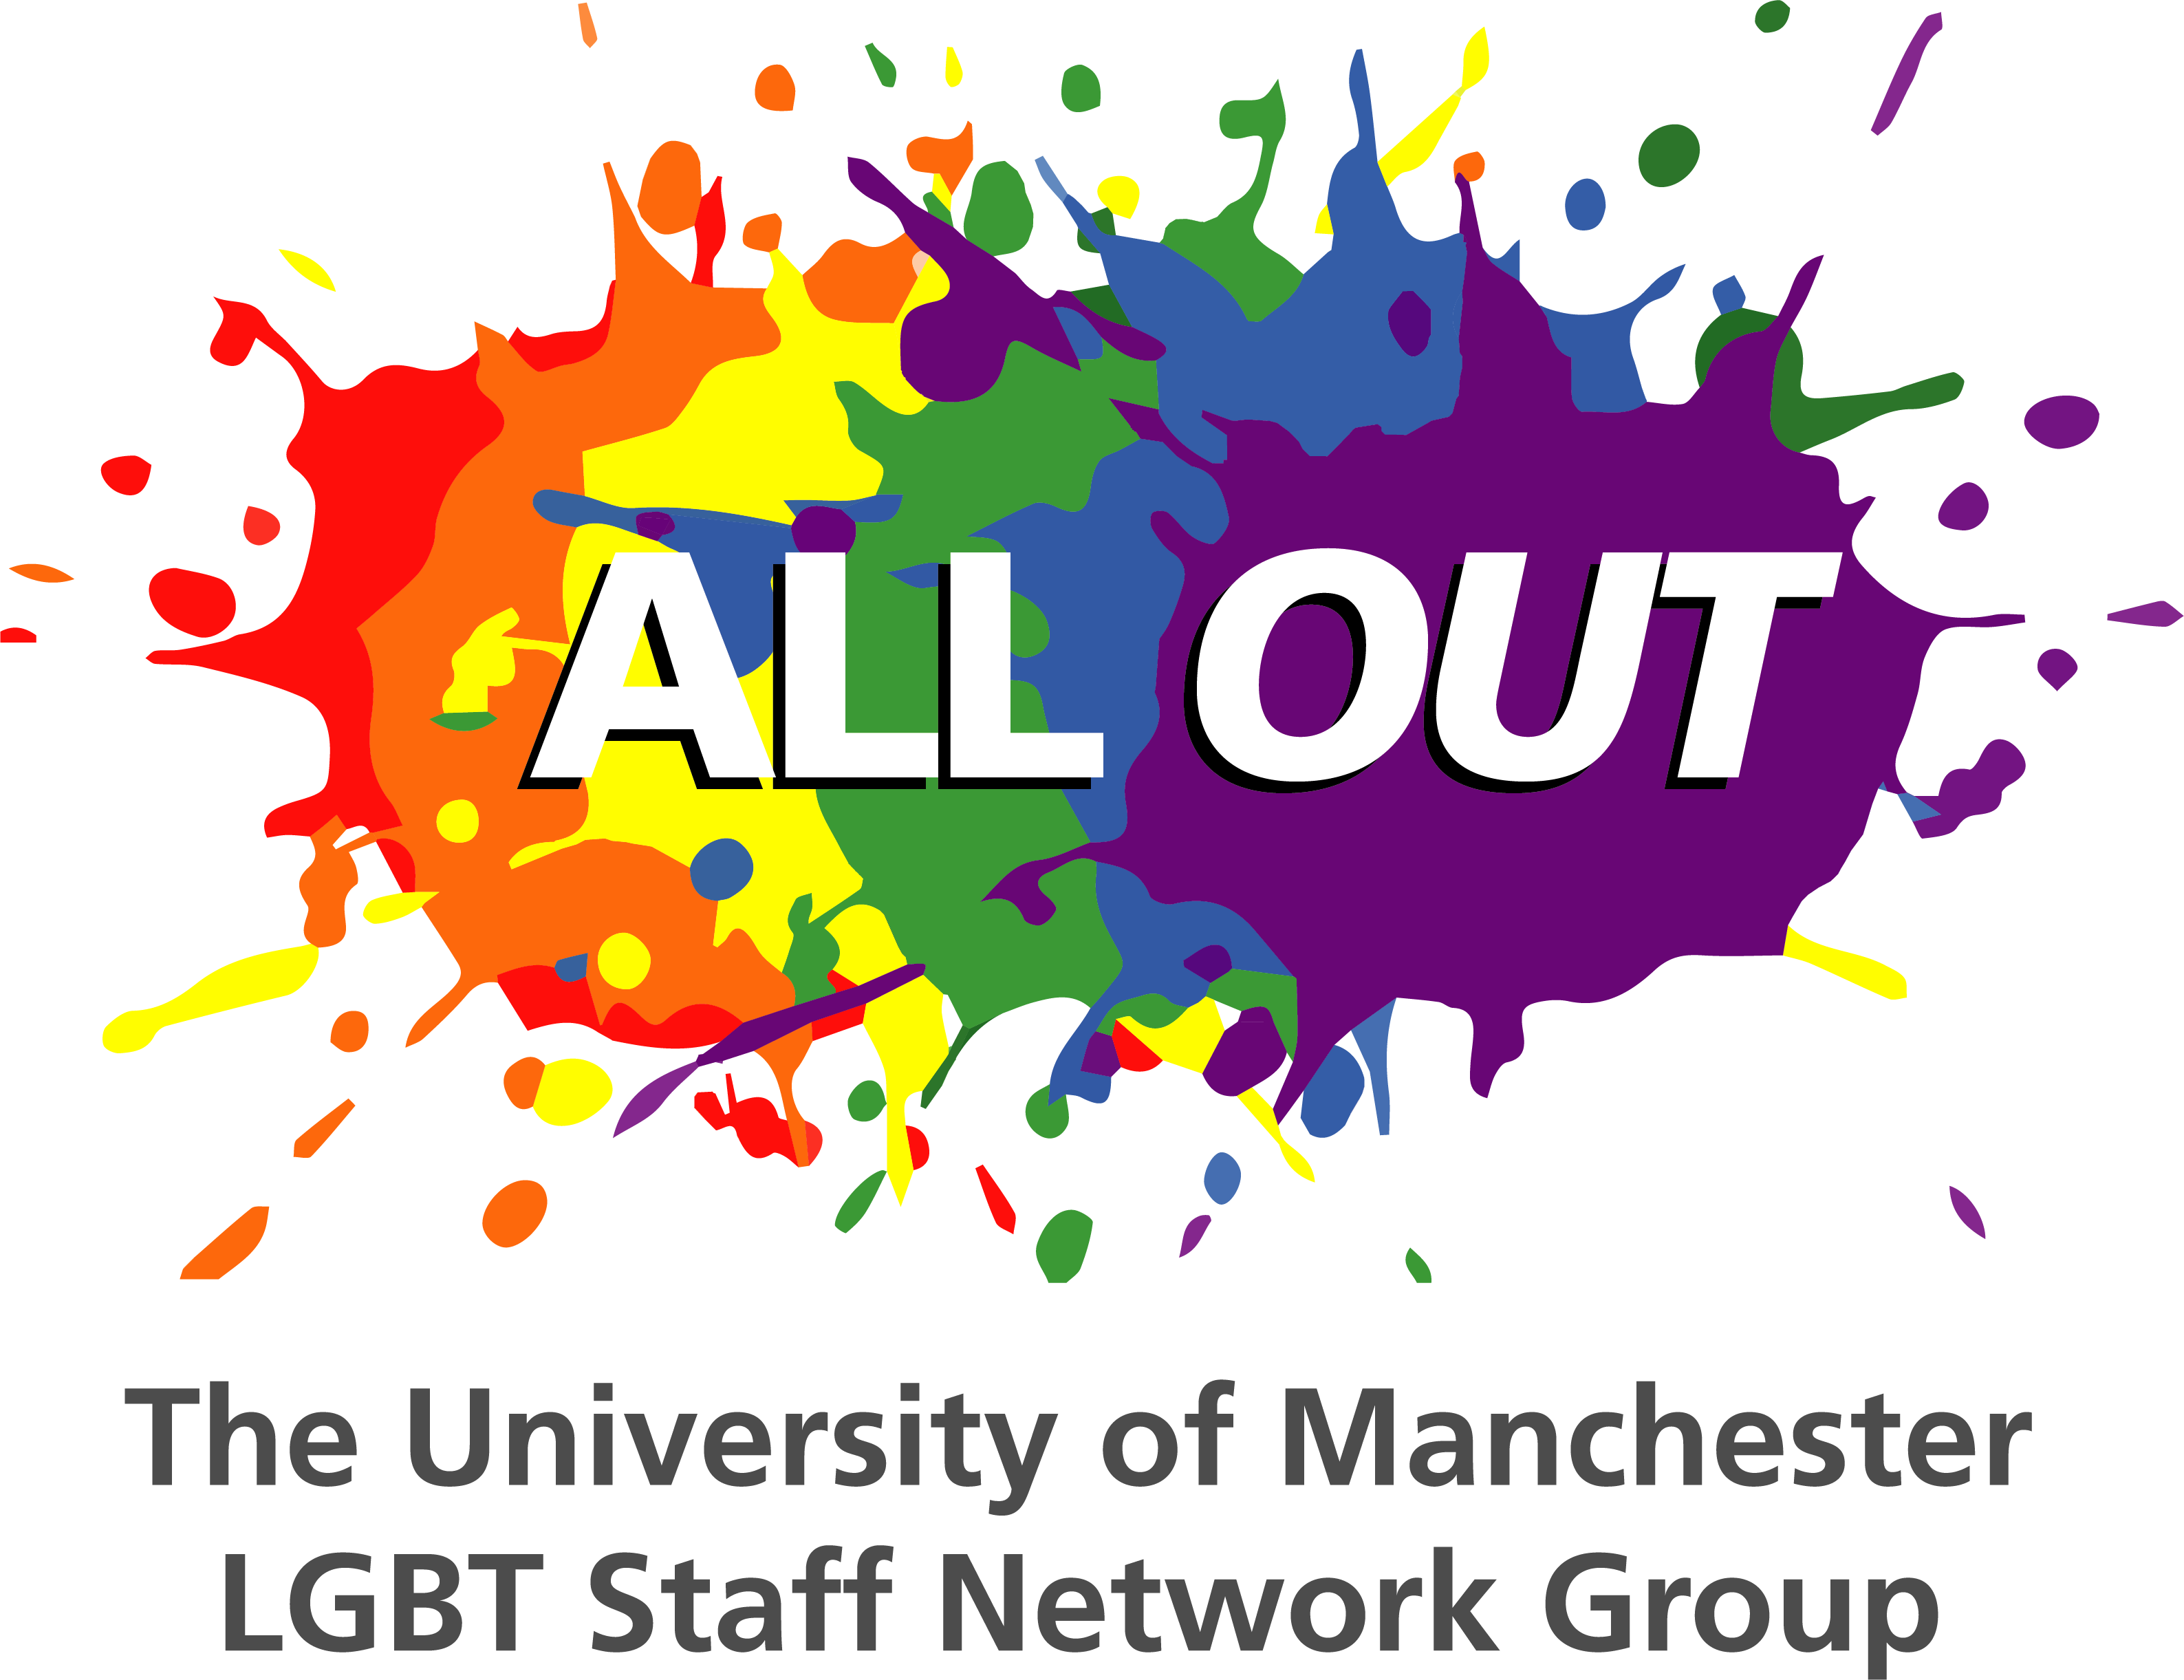 ALL OUT
The University of Manchester
LGBT Staff Network Group